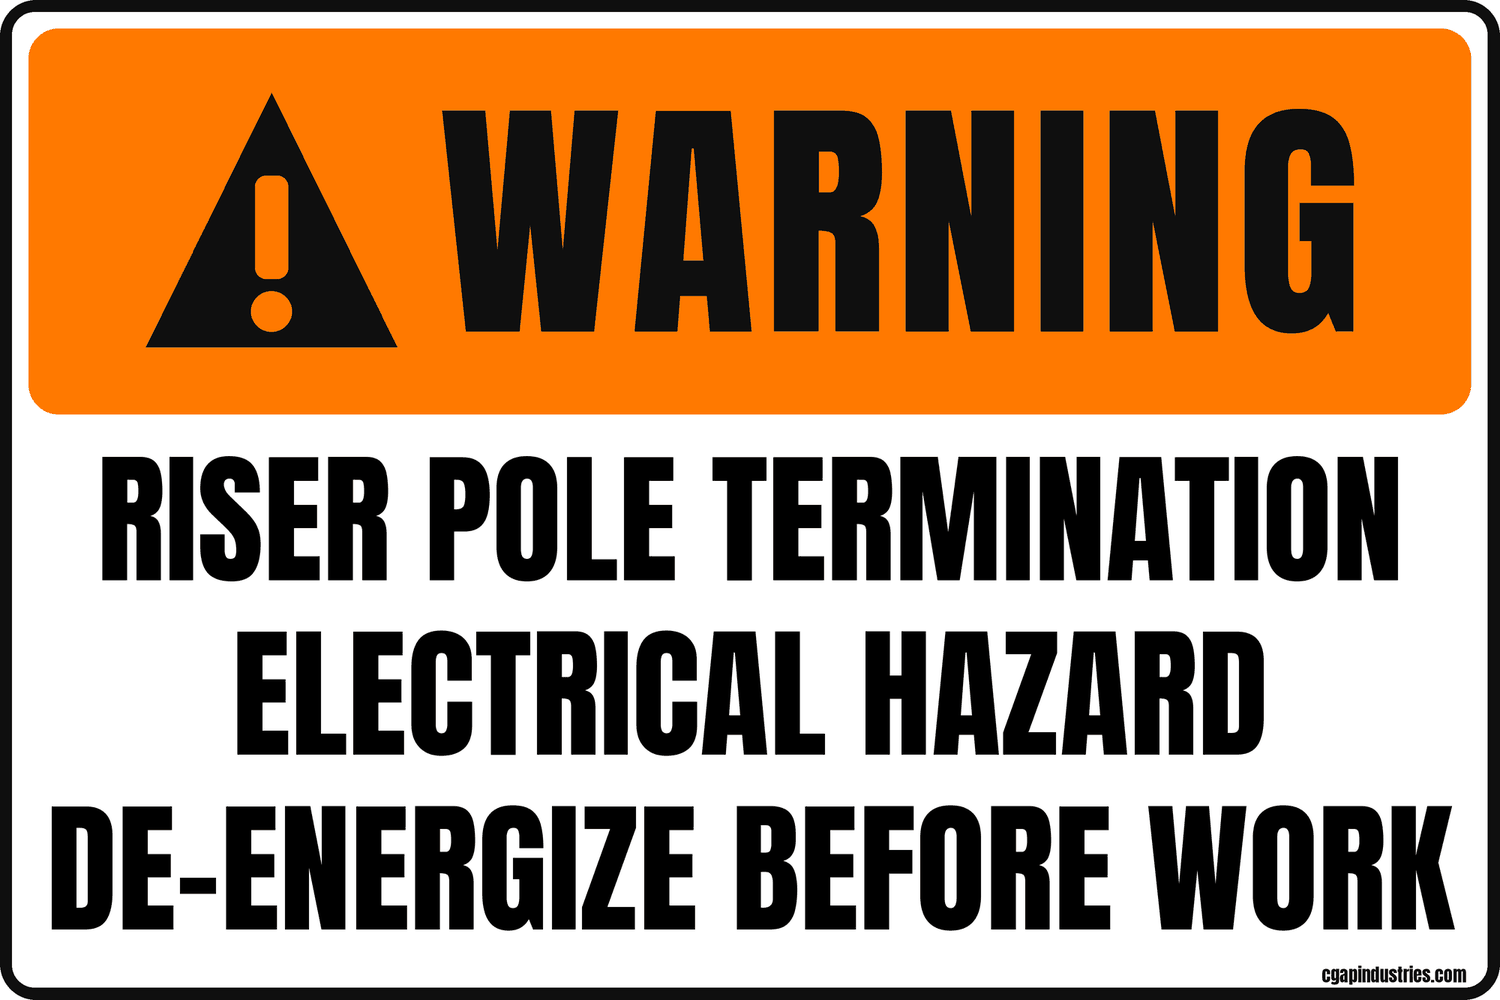 WARNING
RISER POLE TERMINATION
ELECTRICAL HAZARD
DE-ENERGIZE BEFORE WORK
cgapindustries.com